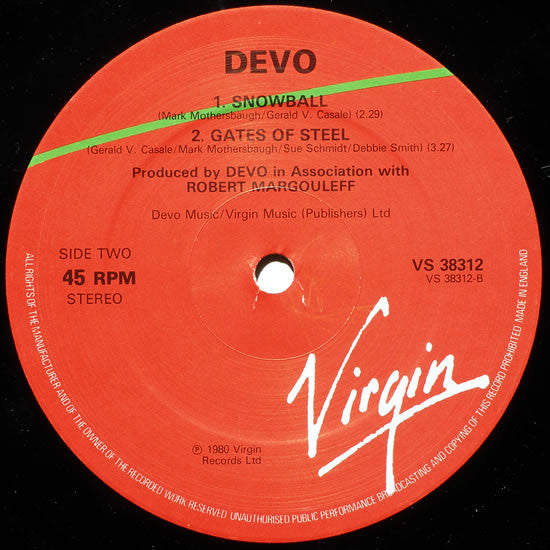 DEVO
1. SNOWBALL
(Mark Mothersbaugh/Gerald V. Casale) (2.29)
2. GATES OF STEEL
(Gerald V. Casale/Mark Mothersbaugh/Sue Schmidt/Debbie Smith) (3.27)
Produced by DEVO in Association with
ROBERT MARGOULEFF
Devo Music/Virgin Music (Publishers) Ltd
SIDE TWO
45 RPM
STEREO
VS 38312
VS 38312-B
Virgin
℗ 1980 Virgin
Records Ltd
ALL RIGHTS OF THE MANUFACTURER AND OF THE OWNER OF THE RECORDED WORK RESERVED UNAUTHORISED PUBLIC PERFORMANCE BROADCASTING AND COPYING OF THIS RECORD PROHIBITED MADE IN ENGLAND